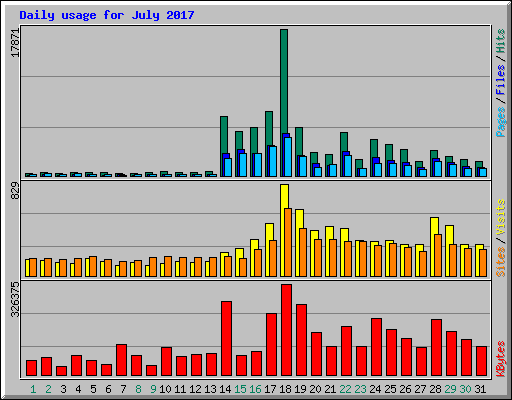 Daily usage for July 2017
17871
Pages / Files / Hits
829
Sites / Visits
326375
KBytes
1 2 3 4 5 6 7 8 9 10 11 12 13 14 15 16 17 18 19 20 21 22 23 24 25 26 27 28 29 30 31